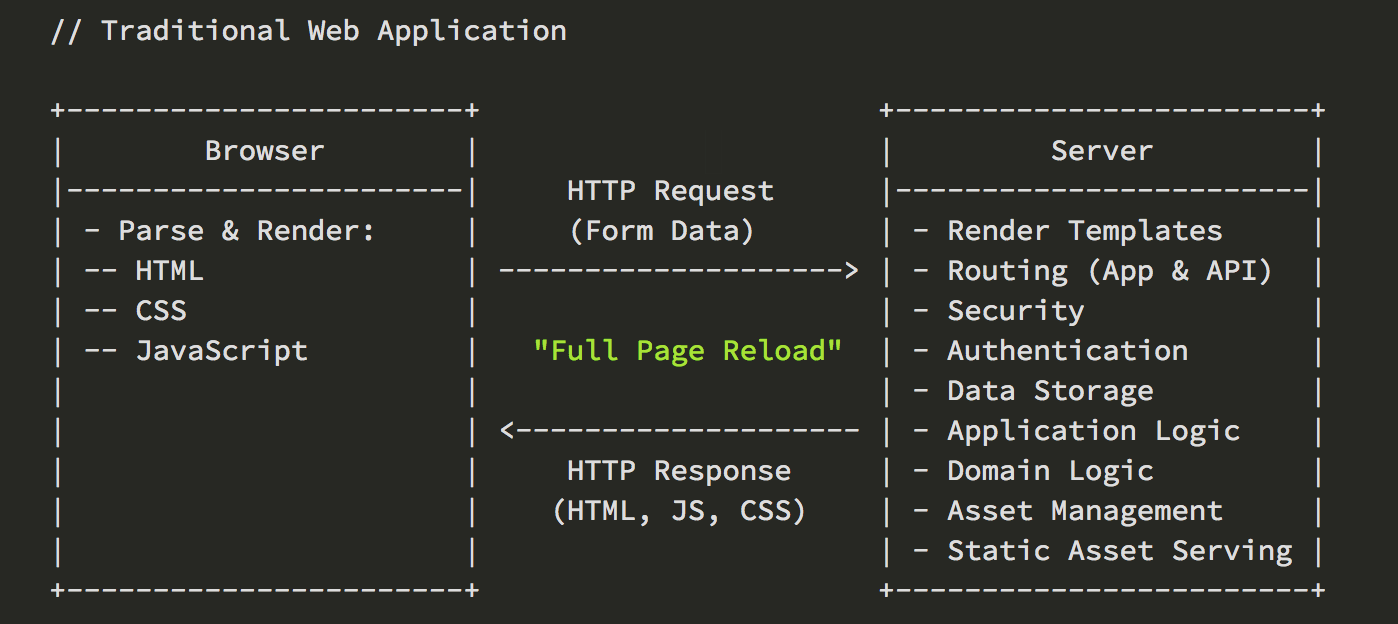 // Traditional Web Application
+-----------------------+                       +------------------------+
|        Browser        |                       |         Server         |
|-----------------------|     HTTP Request      |------------------------|
| - Parse & Render:     |     (Form Data)       | - Render Templates     |
| -- HTML               | --------------------> | - Routing (App & API)  |
| -- CSS                |                       | - Security             |
| -- JavaScript         |   "Full Page Reload"  | - Authentication       |
|                       |                       | - Data Storage         |
|                       | <-------------------- | - Application Logic    |
|                       |     HTTP Response     | - Domain Logic         |
|                       |    (HTML, JS, CSS)    | - Asset Management     |
|                       |                       | - Static Asset Serving |
+-----------------------+                       +------------------------+